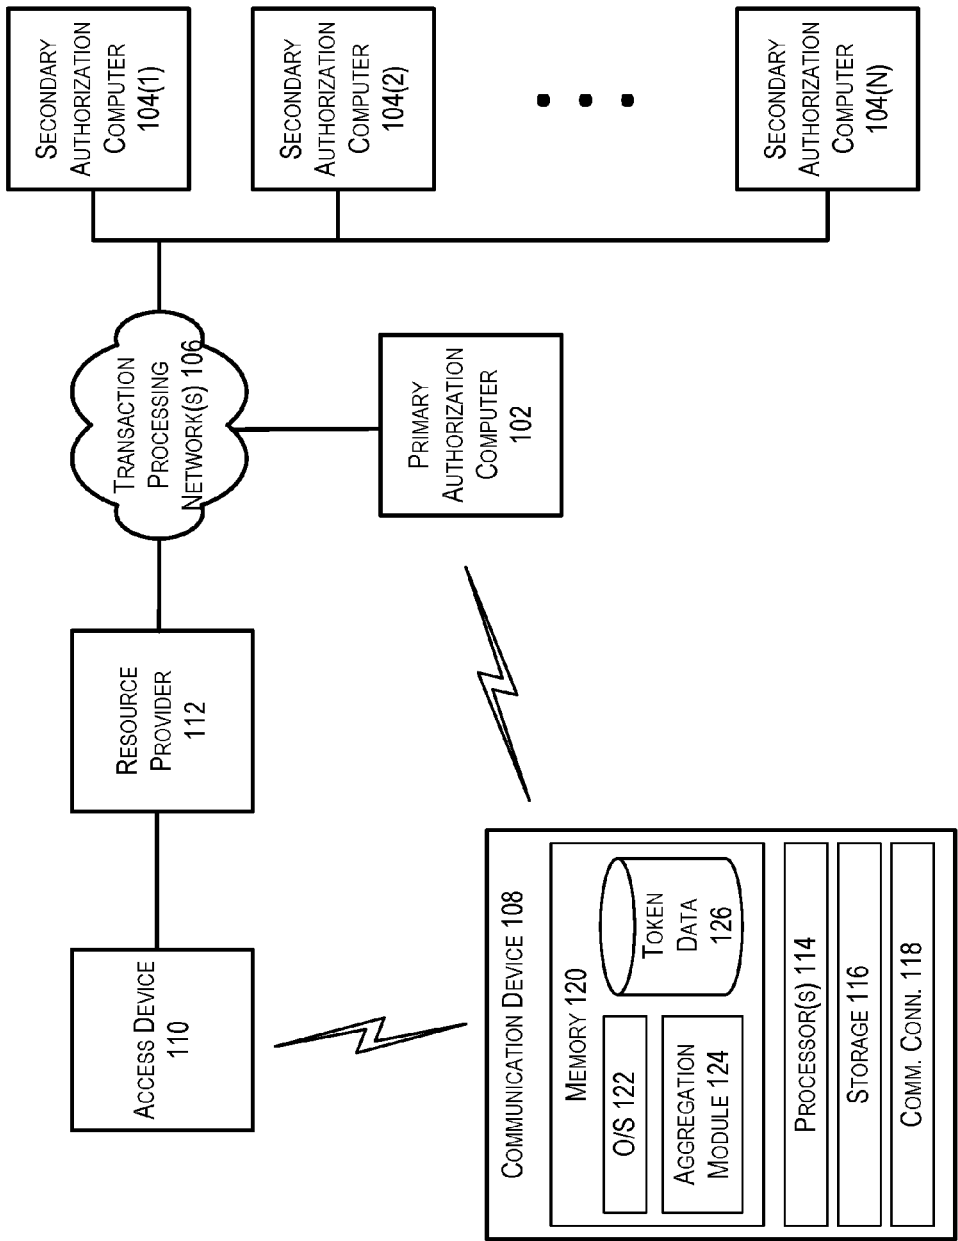 SECONDARY
AUTHORIZATION
COMPUTER
104(1)
SECONDARY
AUTHORIZATION
COMPUTER
104(2)
SECONDARY
AUTHORIZATION
COMPUTER
104(N)
TRANSACTION
PROCESSING
NETWORK(S) 106
PRIMARY
AUTHORIZATION
COMPUTER
102
RESOURCE
PROVIDER
112
ACCESS DEVICE
110
COMMUNICATION DEVICE 108
MEMORY 120
O/S 122
AGGREGATION
MODULE 124
TOKEN
DATA
126
PROCESSOR(S) 114
STORAGE 116
COMM. CONN. 118